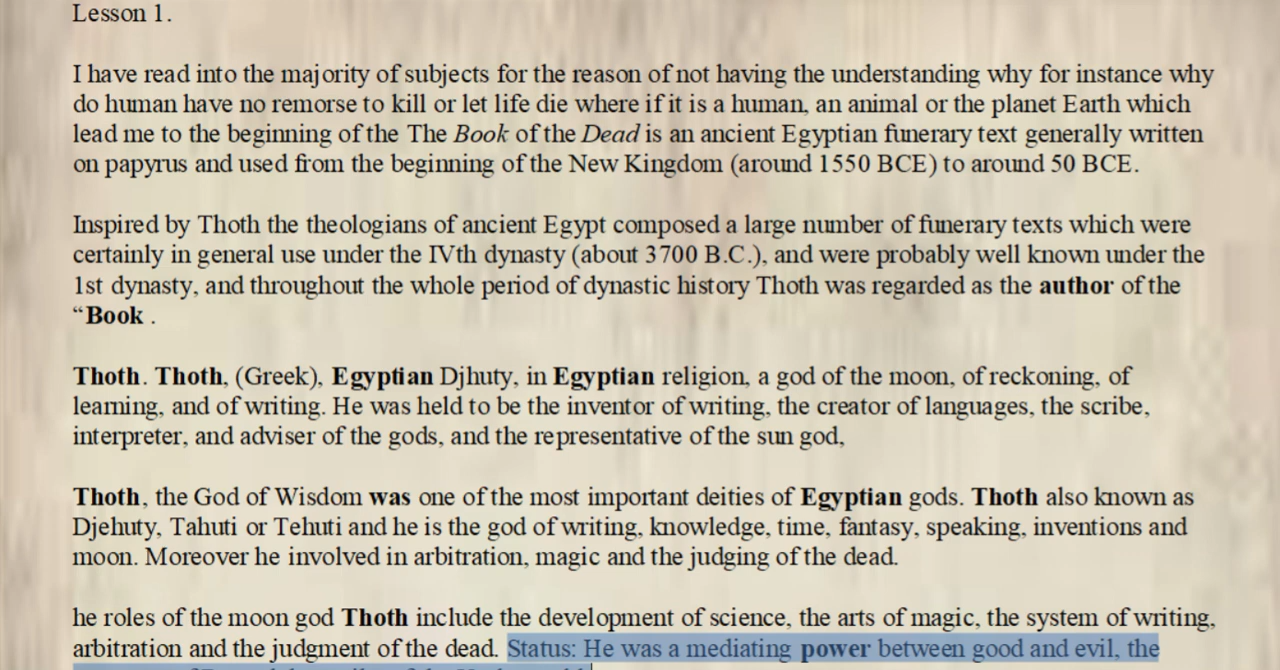 Lesson 1.
I have read into the majority of subjects for the reason of not having the understanding why for instance why
do human have no remorse to kill or let life die where if it is a human, an animal or the planet Earth which
lead me to the beginning of the The Book of the Dead is an ancient Egyptian funerary text generally written
on papyrus and used from the beginning of the New Kingdom (around 1550 BCE) to around 50 BCE.
Inspired by Thoth the theologians of ancient Egypt composed a large number of funerary texts which were
certainly in general use under the IVth dynasty (about 3700 B.C.), and were probably well known under the
1st dynasty, and throughout the whole period of dynastic history Thoth was regarded as the author of the
“Book .
Thoth. Thoth, (Greek), Egyptian Djhuty, in Egyptian religion, a god of the moon, of reckoning, of
learning, and of writing. He was held to be the inventor of writing, the creator of languages, the scribe,
interpreter, and adviser of the gods, and the representative of the sun god,
Thoth, the God of Wisdom was one of the most important deities of Egyptian gods. Thoth also known as
Djehuty, Tahuti or Tehuti and he is the god of writing, knowledge, time, fantasy, speaking, inventions and
moon. Moreover he involved in arbitration, magic and the judging of the dead.
he roles of the moon god Thoth include the development of science, the arts of magic, the system of writing,
arbitration and the judgment of the dead. Status: He was a mediating power between good and evil, the